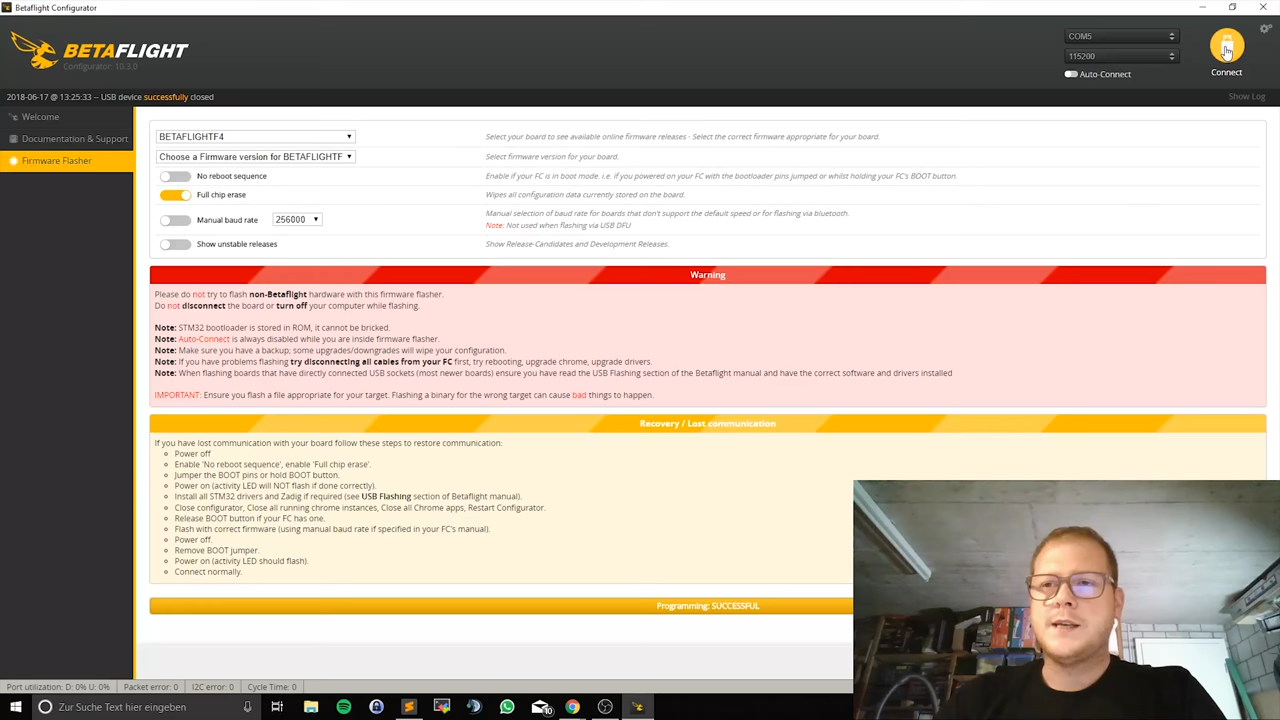 Betaflight Configurator
BETAFLIGHT
Configurator: 10.3.0
COM5
115200
Auto-Connect
Connect
2018-06-17 @ 13:25:33 -- USB device successfully closed
Show Log
Welcome
Documentation & Support
Firmware Flasher
BETAFLIGHTF4
Select your board to see available online firmware releases - Select the correct firmware appropriate for your board.
Choose a Firmware version for BETAFLIGHTF
Select firmware version for your board.
No reboot sequence
Enable if your FC is in boot mode. i.e. if you powered on your FC with the bootloader pins jumped or whilst holding your FC's BOOT button.
Full chip erase
Wipes all configuration data currently stored on the board.
Manual baud rate
256000
Manual selection of baud rate for boards that don't support the default speed or for flashing via bluetooth.
Note: Not used when flashing via USB DFU
Show unstable releases
Show Release-Candidates and Development Releases.
Warning
Please do not try to flash non-Betaflight hardware with this firmware flasher.
Do not disconnect the board or turn off your computer while flashing.
Note: STM32 bootloader is stored in ROM, it cannot be bricked.
Note: Auto-Connect is always disabled while you are inside firmware flasher.
Note: Make sure you have a backup; some upgrades/downgrades will wipe your configuration.
Note: If you have problems flashing try disconnecting all cables from your FC first, try rebooting, upgrade chrome, upgrade drivers.
Note: When flashing boards that have directly connected USB sockets (most newer boards) ensure you have read the USB Flashing section of the Betaflight manual and have the correct software and drivers installed
IMPORTANT: Ensure you flash a file appropriate for your target. Flashing a binary for the wrong target can cause bad things to happen.
Recovery / Lost communication
If you have lost communication with your board follow these steps to restore communication:
Power off
Enable 'No reboot sequence', enable 'Full chip erase'.
Jumper the BOOT pins or hold BOOT button.
Power on (activity LED will NOT flash if done correctly).
Install all STM32 drivers and Zadig if required (see USB Flashing section of Betaflight manual).
Close configurator, Close all running chrome instances, Close all Chrome apps, Restart Configurator.
Release BOOT button if your FC has one.
Flash with correct firmware (using manual baud rate if specified in your FC's manual).
Power off.
Remove BOOT jumper.
Power on (activity LED should flash).
Connect normally.
Programming: SUCCESSFUL
Port utilization: D: 0% U: 0%
Packet error: 0
I2C error: 0
Cycle Time: 0
Zur Suche Text hier eingeben
10